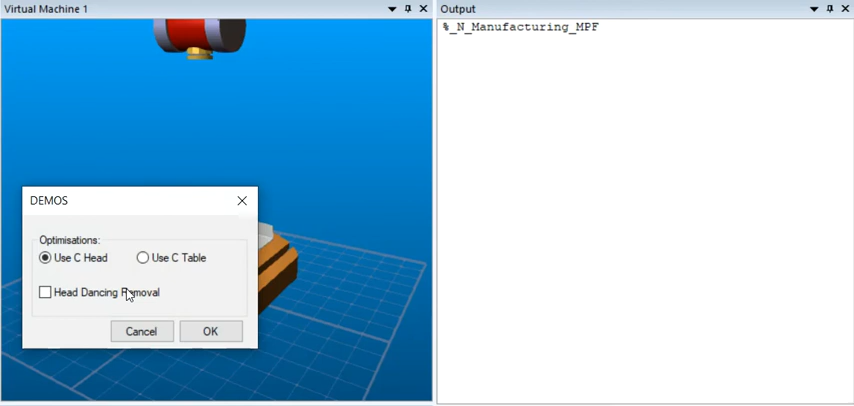 Virtual Machine 1
Output
%_N_Manufacturing_MPF
DEMOS
Optimisations:
Use C Head
Use C Table
Head Dancing Removal
Cancel
OK